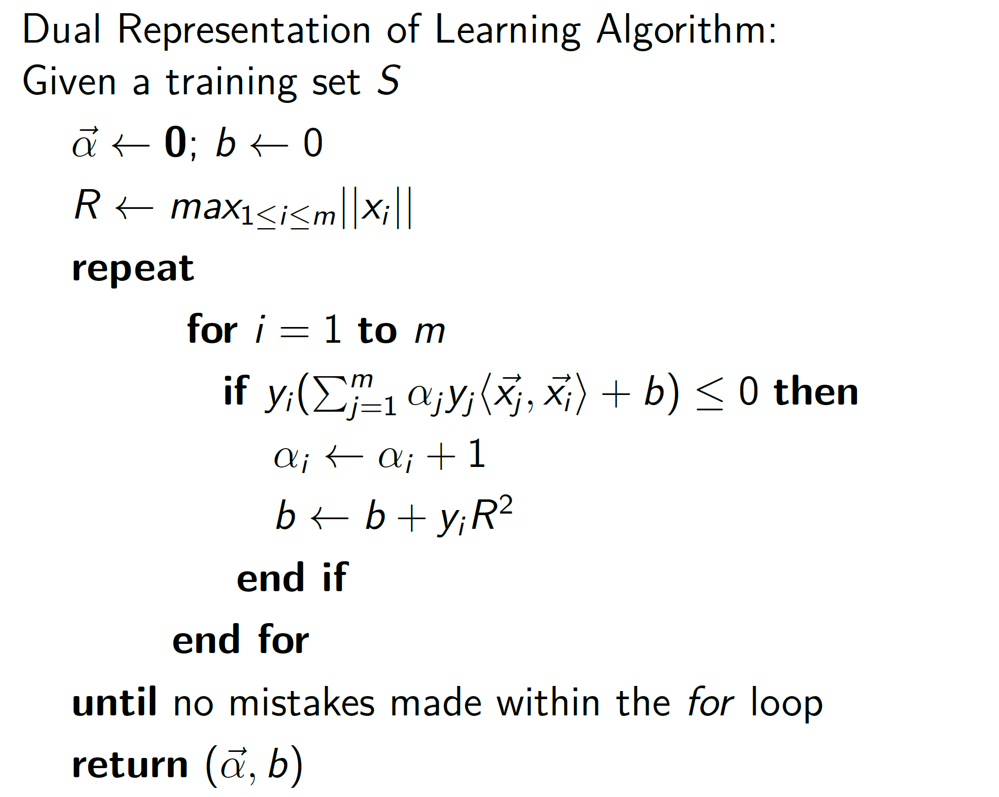 Dual Representation of Learning Algorithm:
Given a training set S
$\vec{\alpha} \leftarrow \mathbf{0}$; $b \leftarrow 0$
$R \leftarrow max_{1 \leq i \leq m}||x_i||$
repeat
for $i = 1$ to $m$
if $y_i(\sum_{j=1}^{m} \alpha_j y_j \langle \vec{x_j}, \vec{x_i} \rangle + b) \leq 0$ then
$\alpha_i \leftarrow \alpha_i + 1$
$b \leftarrow b + y_i R^2$
end if
end for
until no mistakes made within the for loop
return $(\vec{\alpha}, b)$